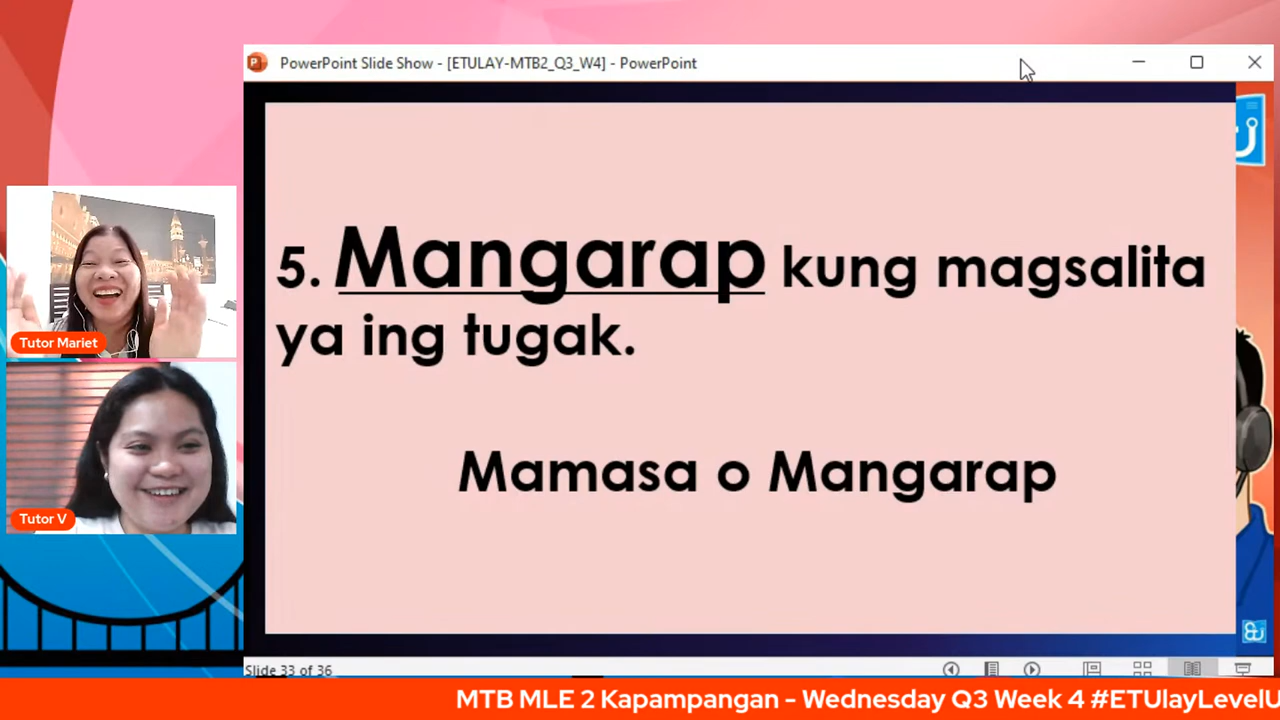 PowerPoint Slide Show - [ETULAY-MTB2_Q3_W4] - PowerPoint
5. Mangarap kung magsalita
ya ing tugak.
Mamasa o Mangarap
Tutor Mariet
Tutor V
Slide 33 of 36
MTB MLE 2 Kapampangan - Wednesday Q3 Week 4 #ETUlayLevelU